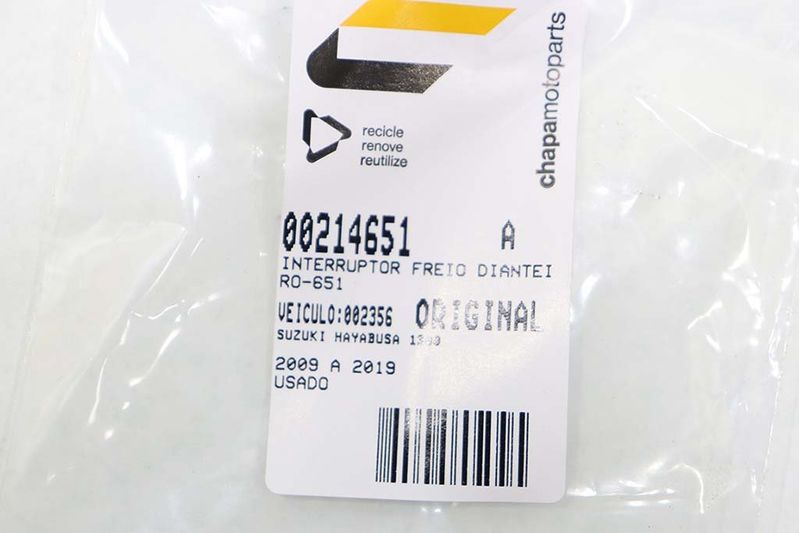 chapamotoparts
recicle
renove
reutilize
00214651 A
INTERRUPTOR FREIO DIANTEI
RO-651
VEICULO:002356 ORIGINAL
SUZUKI HAYABUSA
2009 A 2019
USADO